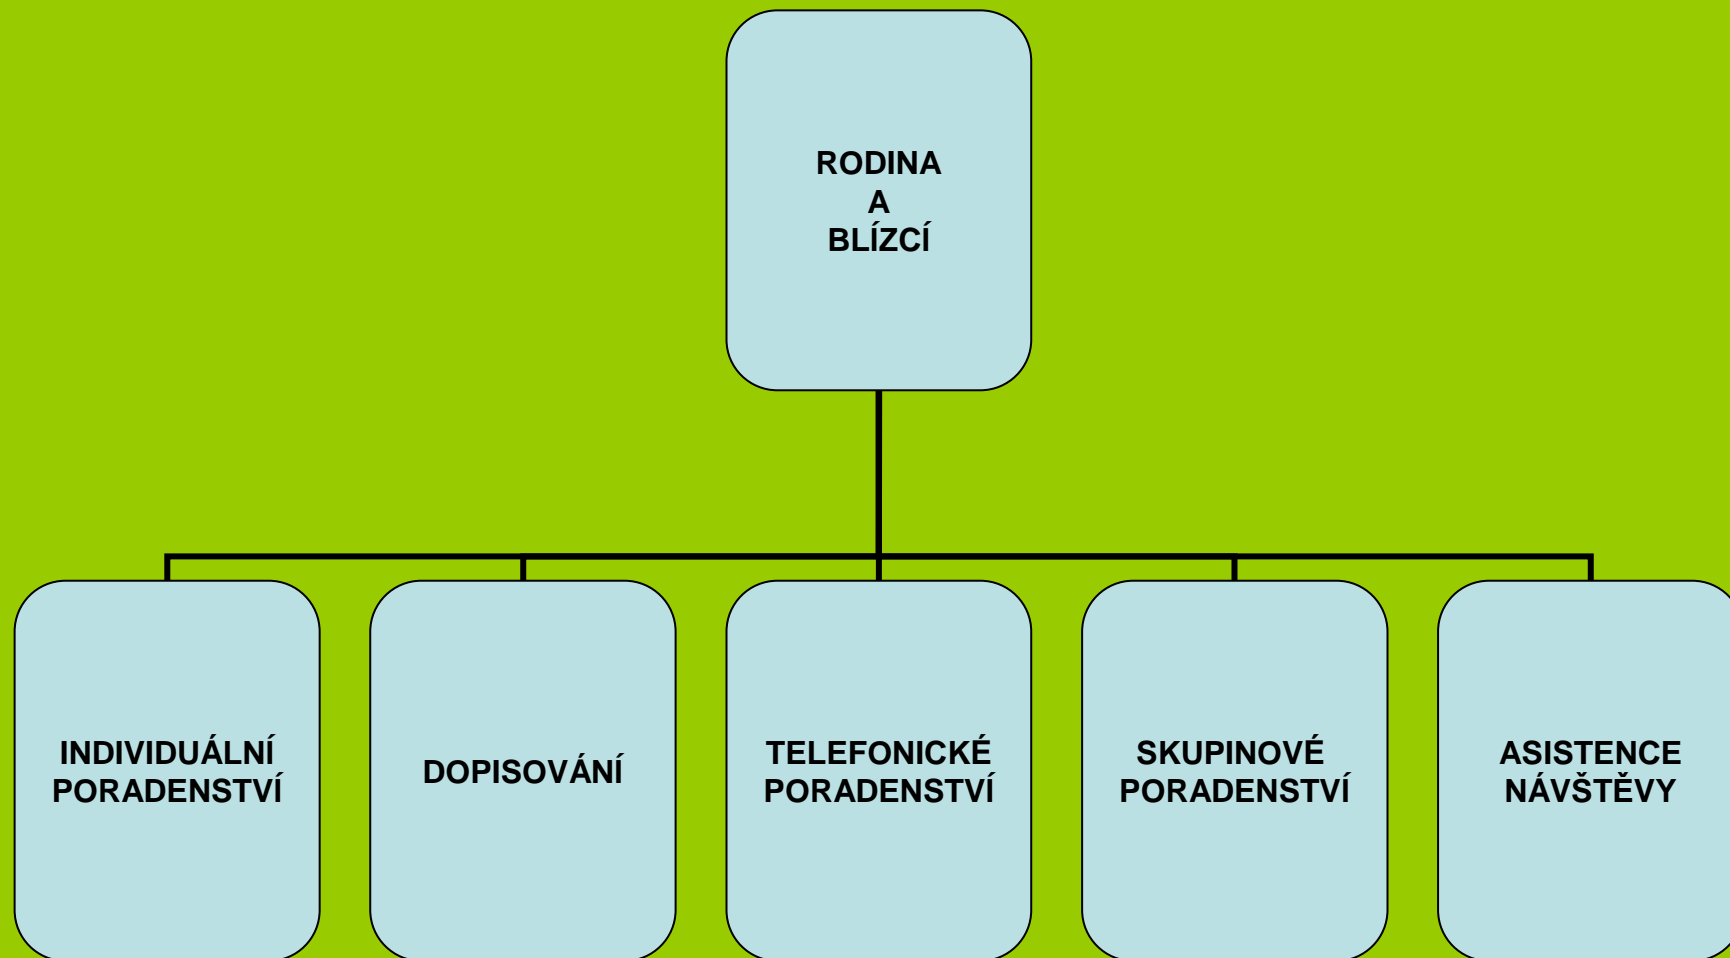 RODINA
A
BLÍZCÍ
INDIVIDUÁLNÍ
PORADENSTVÍ
DOPISOVÁNÍ
TELEFONICKÉ
PORADENSTVÍ
SKUPINOVÉ
PORADENSTVÍ
ASISTENCE
NÁVŠTĚVY